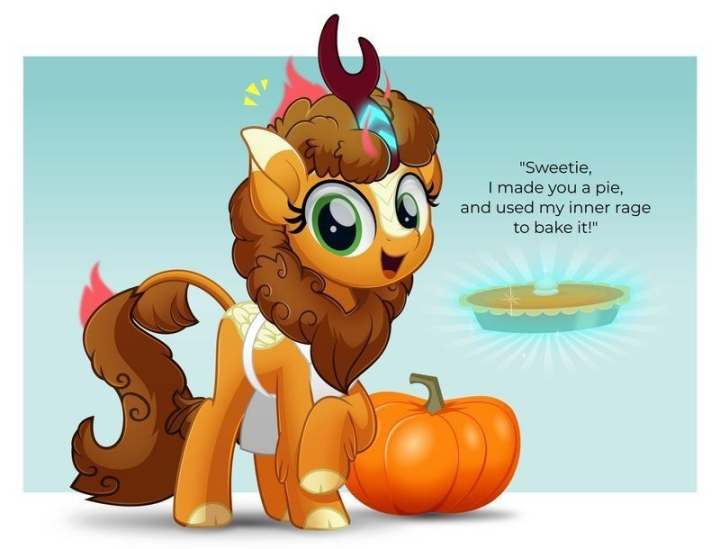 "Sweetie,
I made you a pie,
and used my inner rage
to bake it!"